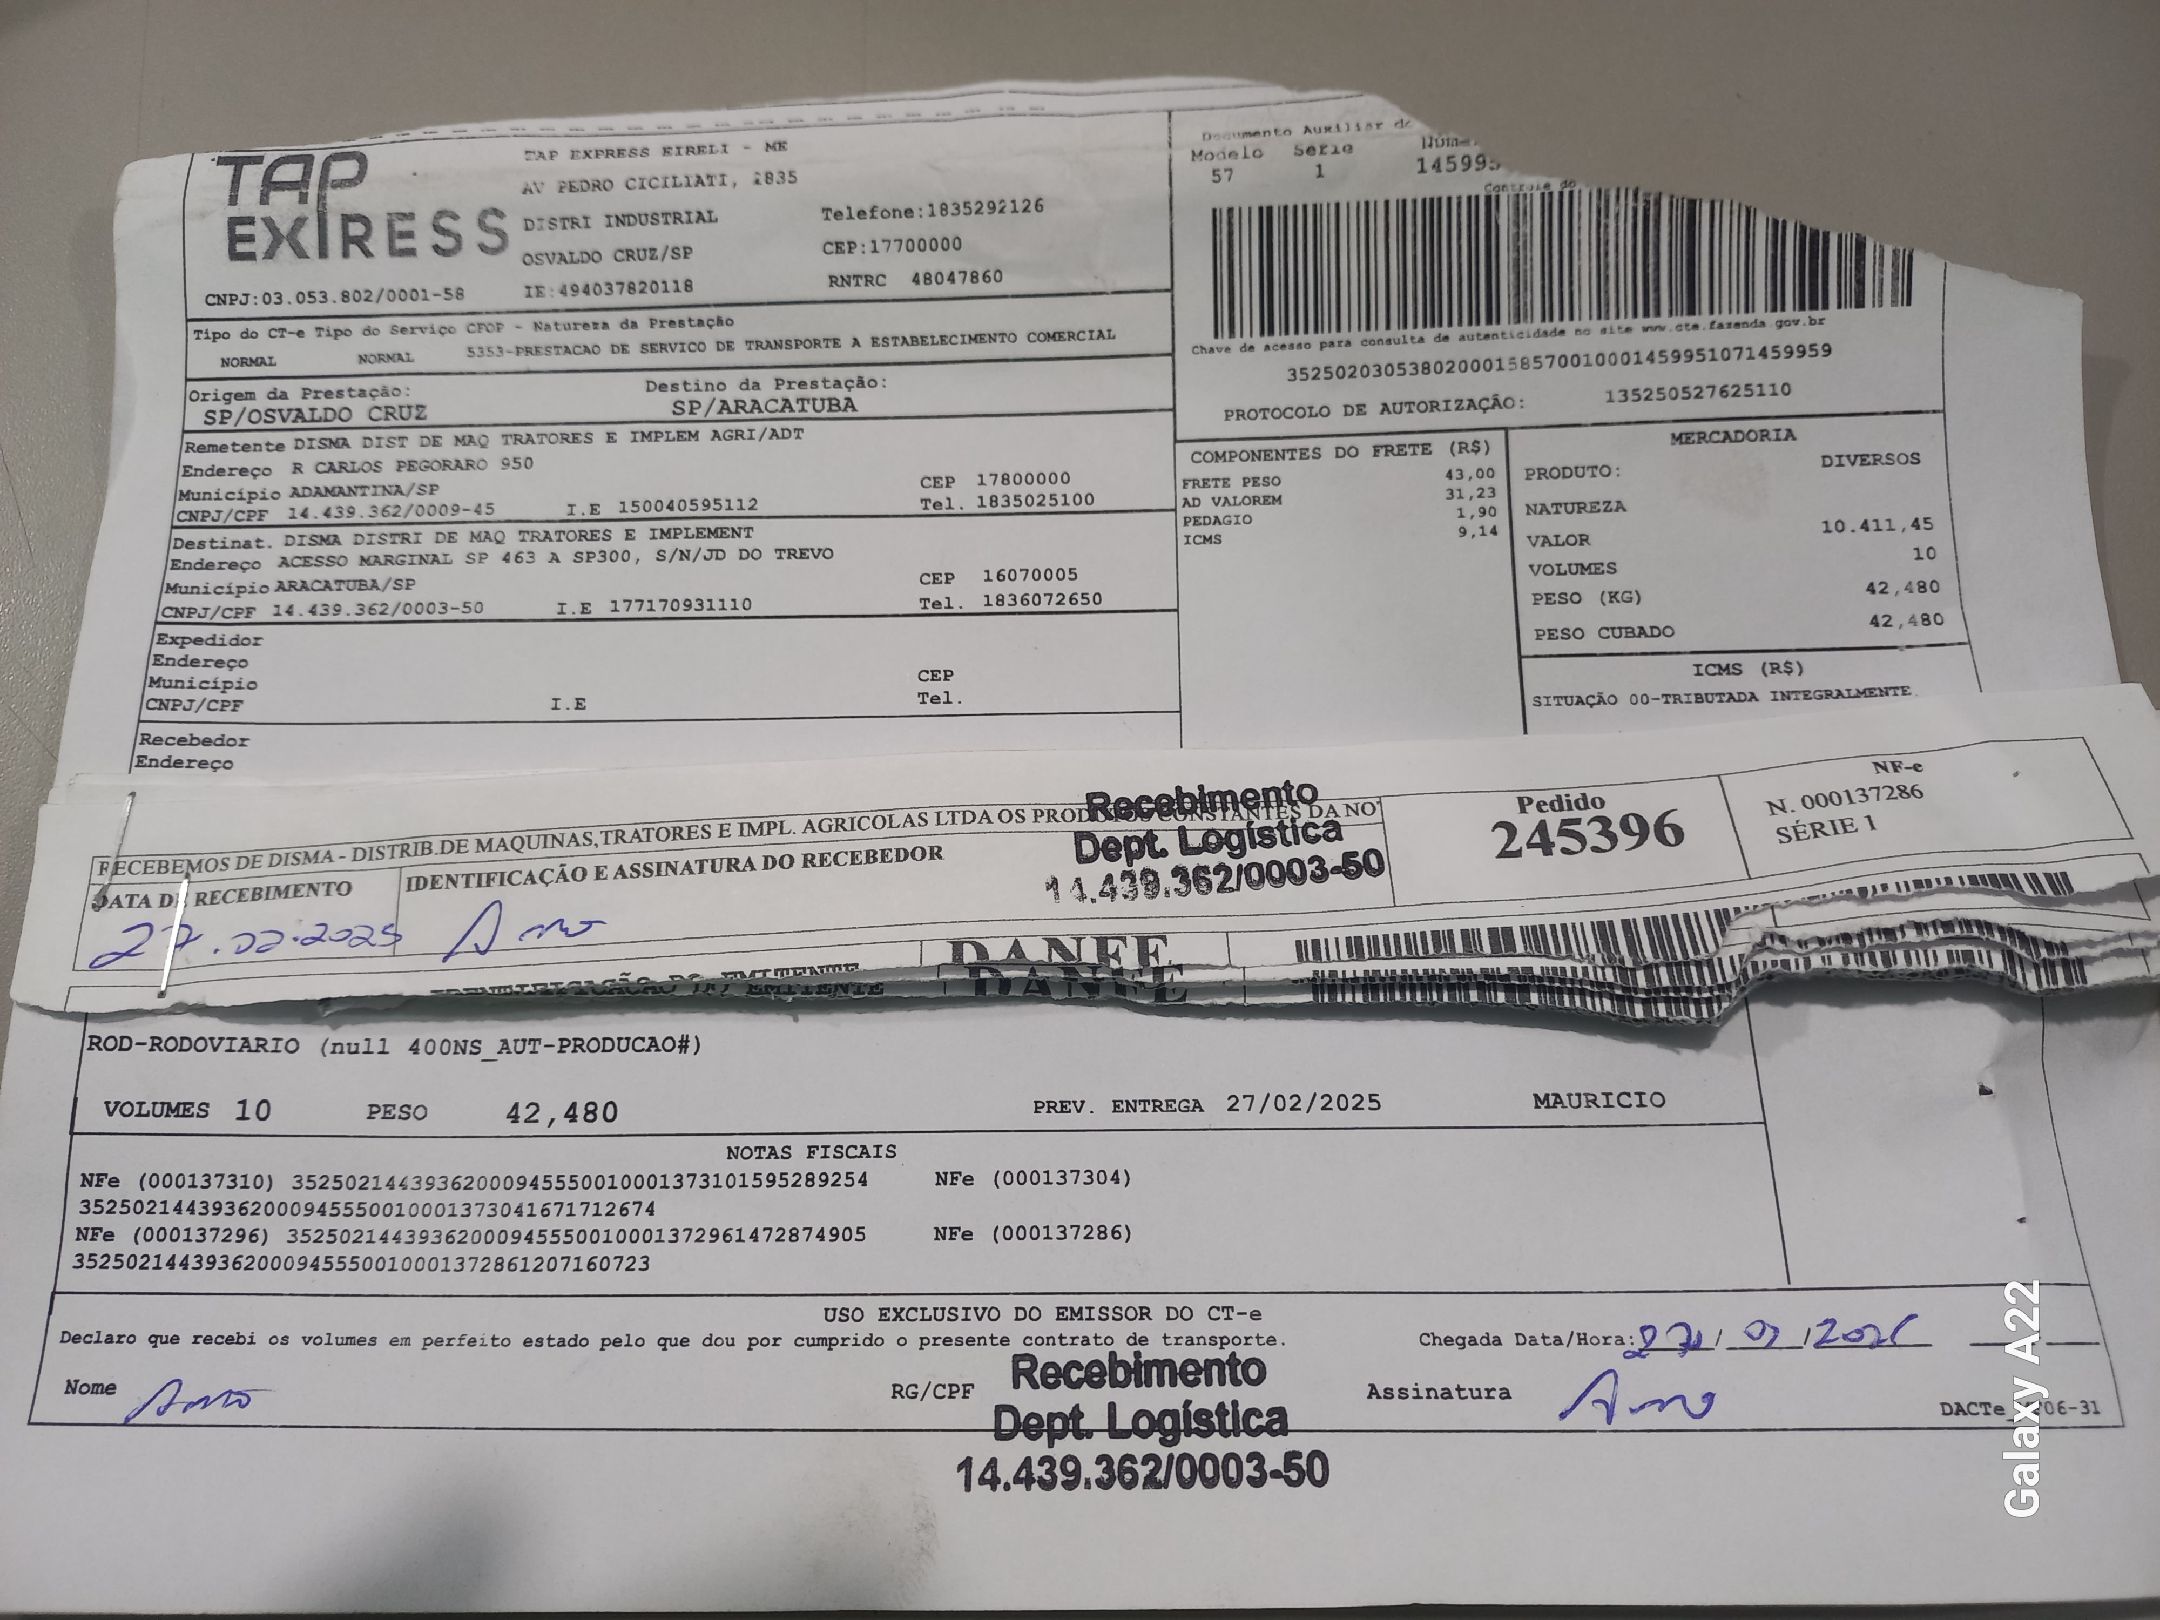 TAP EXPRESS
TAP EXPRESS EIRELI - ME
AV PEDRO CICILIATI, 2835
DISTRI INDUSTRIAL
Telefone:1835292126
OSVALDO CRUZ/SP
CEP:17700000
CNPJ:03.053.802/0001-58
IE:494037820118
RNTRC 48047860
Documento Auxiliar
Modelo Serie
57 1 14599
Chave de acesso para consulta de autenticidade no site www.cte.fazenda.gov.br
35250203053802000158570010001459951071459959
PROTOCOLO DE AUTORIZAÇÃO: 135250527625110
Tipo do CT-e Tipo do Serviço CFOP - Natureza da Prestação
NORMAL NORMAL 5353-PRESTACAO DE SERVICO DE TRANSPORTE A ESTABELECIMENTO COMERCIAL
Origem da Prestação: Destino da Prestação:
SP/OSVALDO CRUZ SP/ARACATUBA
Remetente DISMA DIST DE MAQ TRATORES E IMPLEM AGRI/ADT
Endereço R CARLOS PEGORARO 950
Município ADAMANTINA/SP CEP 17800000
CNPJ/CPF 14.439.362/0009-45 I.E 150040595112 Tel. 1835025100
Destinat. DISMA DISTRI DE MAQ TRATORES E IMPLEMENT
Endereço ACESSO MARGINAL SP 463 A SP300, S/N/JD DO TREVO
Município ARACATUBA/SP CEP 16070005
CNPJ/CPF 14.439.362/0003-50 I.E 177170931110 Tel. 1836072650
Expedidor
Endereço
Município CEP
CNPJ/CPF I.E Tel.
Recebedor
Endereço
COMPONENTES DO FRETE (R$)
FRETE PESO 43,00
AD VALOREM 31,23
PEDAGIO 1,90
ICMS 9,14
MERCADORIA
PRODUTO: DIVERSOS
NATUREZA
VALOR 10.411,45
VOLUMES 10
PESO (KG) 42,480
PESO CUBADO 42,480
ICMS (R$)
SITUAÇÃO 00-TRIBUTADA INTEGRALMENTE
RECEBEMOS DE DISMA - DISTRIB.DE MAQUINAS,TRATORES E IMPL. AGRICOLAS LTDA OS PRODUTOS CONSTANTES DA NO
DATA DE RECEBIMENTO IDENTIFICAÇÃO E ASSINATURA DO RECEBEDOR
27.02.2025
Recebimento
Dept. Logística
14.439.362/0003-50
Pedido
245396
NF-e
N. 000137286
SÉRIE 1
DANFE
IDENTIFICAÇÃO DO EMITENTE DANFE
ROD-RODOVIARIO (null 400NS_AUT-PRODUCAO#)
VOLUMES 10 PESO 42,480 PREV. ENTREGA 27/02/2025 MAURICIO
NOTAS FISCAIS
NFe (000137310) 35250214439362000945550010001373101595289254 NFe (000137304)
35250214439362000945550010001373041671712674
NFe (000137296) 35250214439362000945550010001372961472874905 NFe (000137286)
35250214439362000945550010001372861207160723
USO EXCLUSIVO DO EMISSOR DO CT-e
Declaro que recebi os volumes em perfeito estado pelo que dou por cumprido o presente contrato de transporte. Chegada Data/Hora:
Nome RG/CPF Assinatura
Recebimento
Dept. Logística
14.439.362/0003-50
DACTe 06-31
Galaxy A22